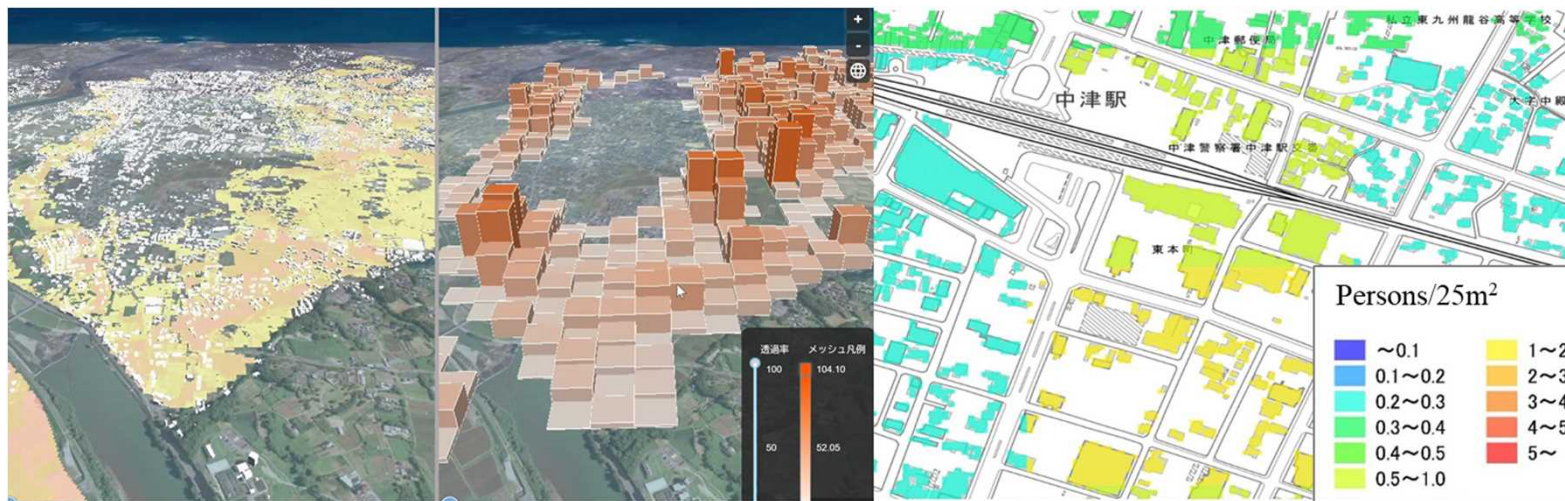 +
-
透過率
メッシュ凡例
100
104.10
50
52.05
私立東九州龍谷高等学校
中津郵便局
中津駅
大字中殿
中津警察署中津駅交番
東本町
Persons/25m²
～0.1
0.1～0.2
0.2～0.3
0.3～0.4
0.4～0.5
0.5～1.0
1～2
2～3
3～4
4～5
5～